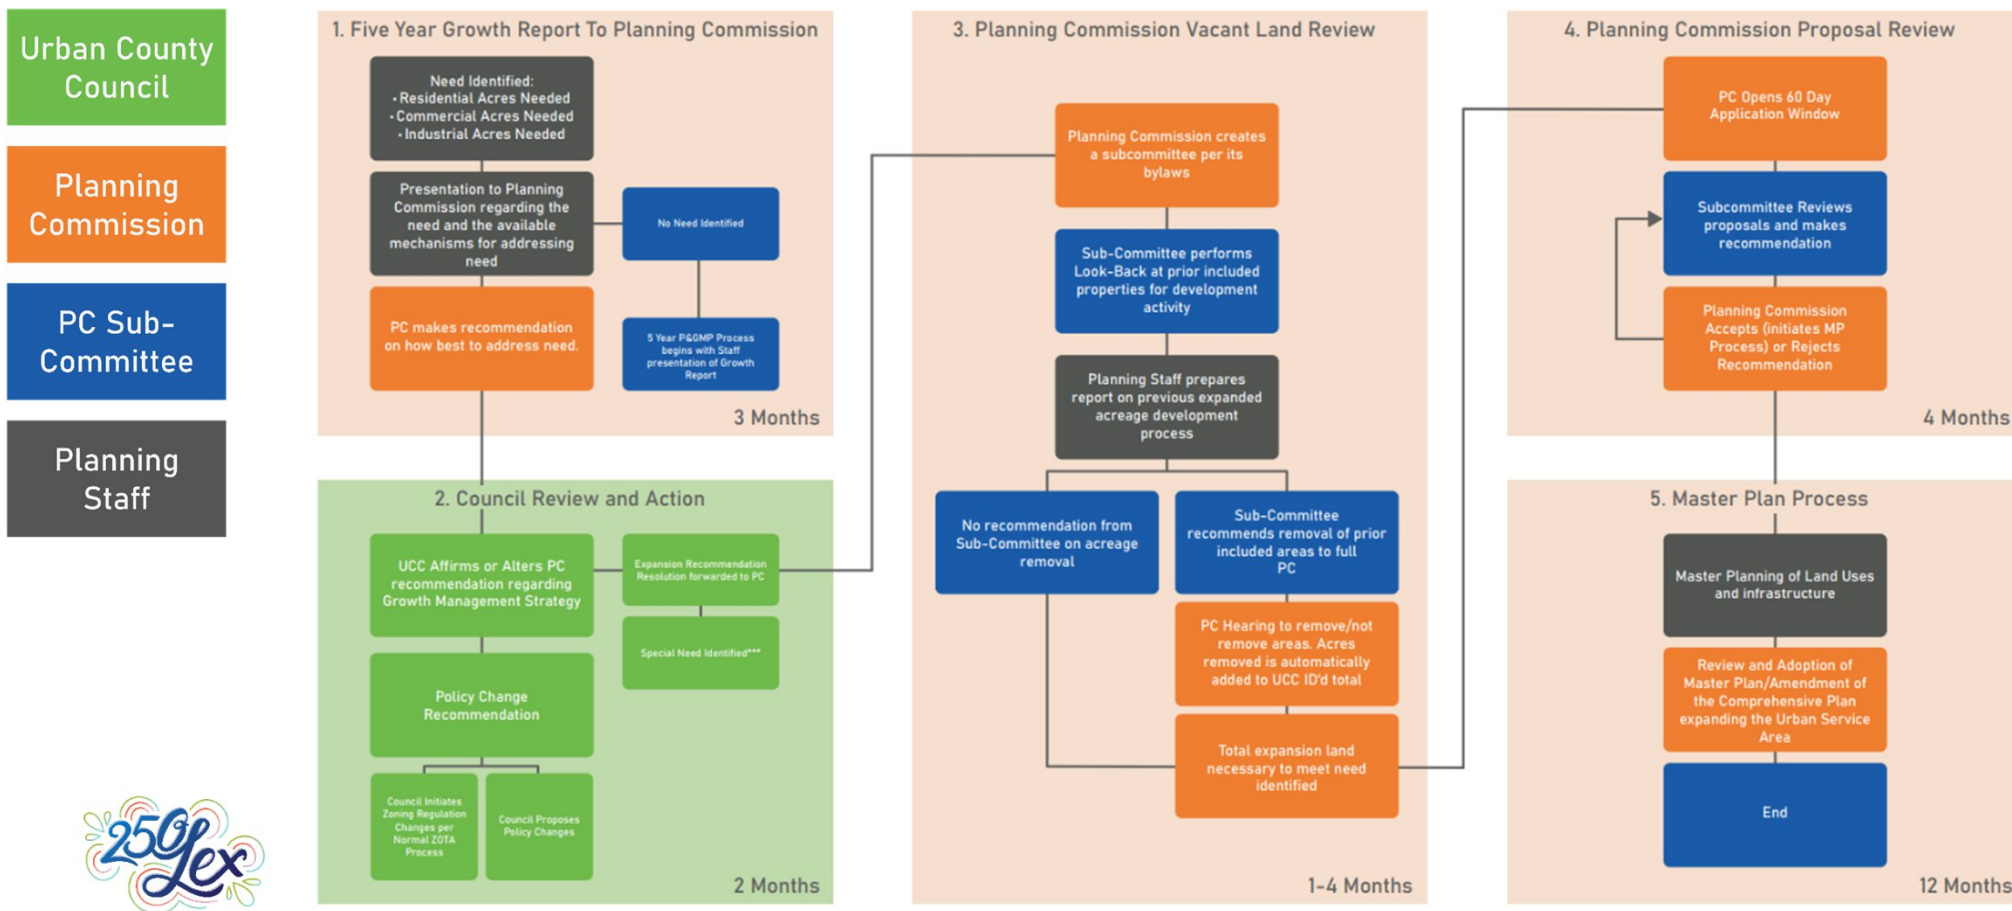 Urban County
Council
Planning
Commission
PC Sub-
Committee
Planning
Staff
1. Five Year Growth Report To Planning Commission
Need Identified:
• Residential Acres Needed
• Commercial Acres Needed
• Industrial Acres Needed
Presentation to Planning
Commission regarding the
need and the available
mechanisms for addressing
need
No Need Identified
PC makes recommendation
on how best to address need.
5 Year P&GMP Process
begins with Staff
presentation of Growth
Report
3 Months
2. Council Review and Action
UCC Affirms or Alters PC
recommendation regarding
Growth Management Strategy
Expansion Recommendation
Resolution forwarded to PC
Special Need Identified***
Policy Change
Recommendation
Council Initiates
Zoning Regulation
Changes per
Normal ZOTA
Process
Council Proposes
Policy Changes
2 Months
3. Planning Commission Vacant Land Review
Planning Commission creates
a subcommittee per its
bylaws
Sub-Committee performs
Look-Back at prior included
properties for development
activity
Planning Staff prepares
report on previous expanded
acreage development
process
No recommendation from
Sub-Committee on acreage
removal
Sub-Committee
recommends removal of prior
included areas to full
PC
PC Hearing to remove/not
remove areas. Acres
removed is automatically
added to UCC ID'd total
Total expansion land
necessary to meet need
identified
1-4 Months
4. Planning Commission Proposal Review
PC Opens 60 Day
Application Window
Subcommittee Reviews
proposals and makes
recommendation
Planning Commission
Accepts (initiates MP
Process) or Rejects
Recommendation
4 Months
5. Master Plan Process
Master Planning of Land Uses
and infrastructure
Review and Adoption of
Master Plan/Amendment of
the Comprehensive Plan
expanding the Urban Service
Area
End
12 Months
250Lex